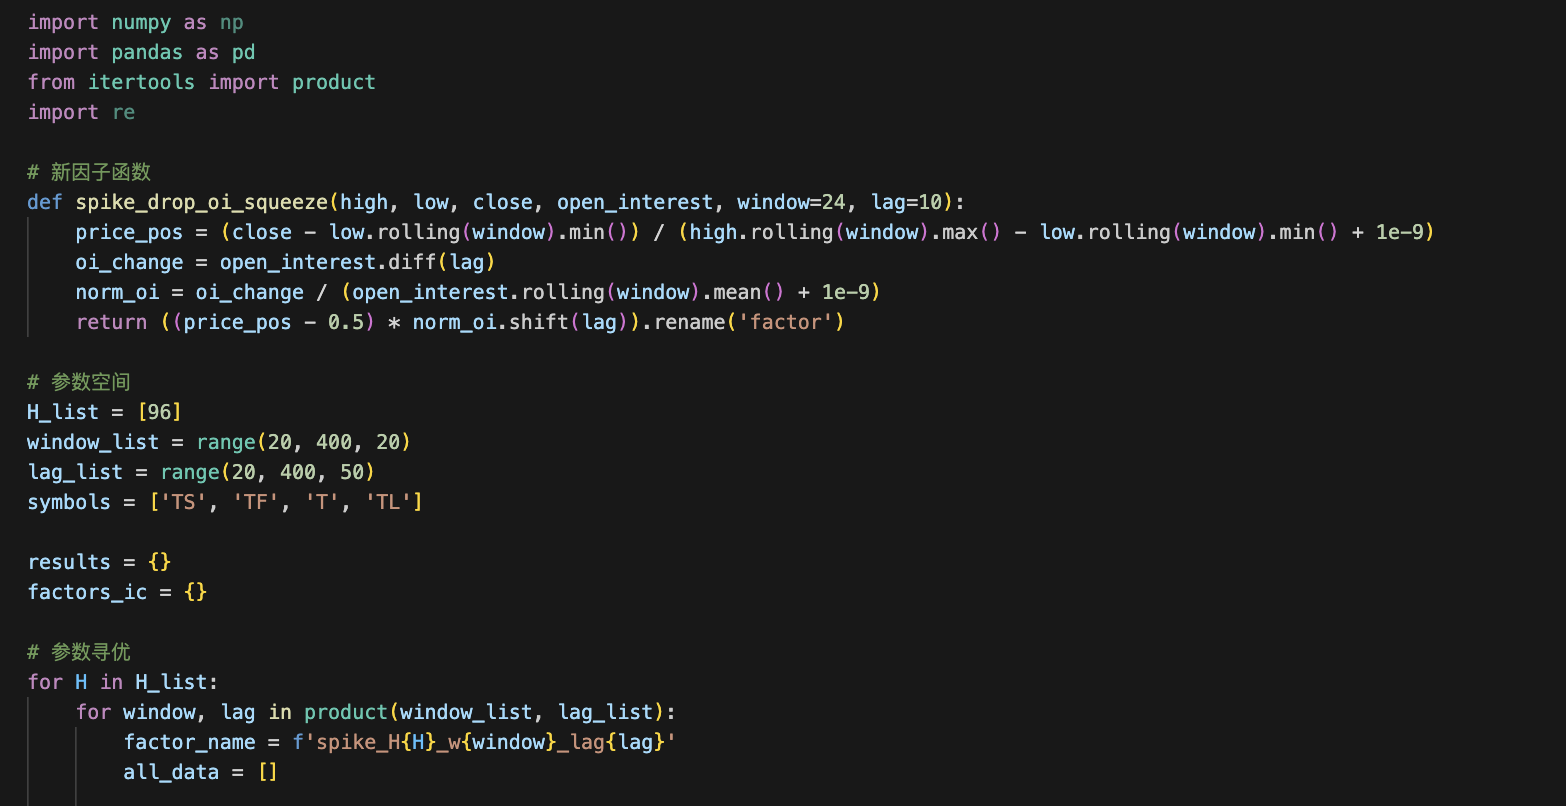 import numpy as np
import pandas as pd
from itertools import product
import re
# 新因子函数
def spike_drop_oi_squeeze(high, low, close, open_interest, window=24, lag=10):
    price_pos = (close - low.rolling(window).min()) / (high.rolling(window).max() - low.rolling(window).min() + 1e-9)
    oi_change = open_interest.diff(lag)
    norm_oi = oi_change / (open_interest.rolling(window).mean() + 1e-9)
    return ((price_pos - 0.5) * norm_oi.shift(lag)).rename('factor')
# 参数空间
H_list = [96]
window_list = range(20, 400, 20)
lag_list = range(20, 400, 50)
symbols = ['TS', 'TF', 'T', 'TL']
results = {}
factors_ic = {}
# 参数寻优
for H in H_list:
    for window, lag in product(window_list, lag_list):
        factor_name = f'spike_H{H}_w{window}_lag{lag}'
        all_data = []